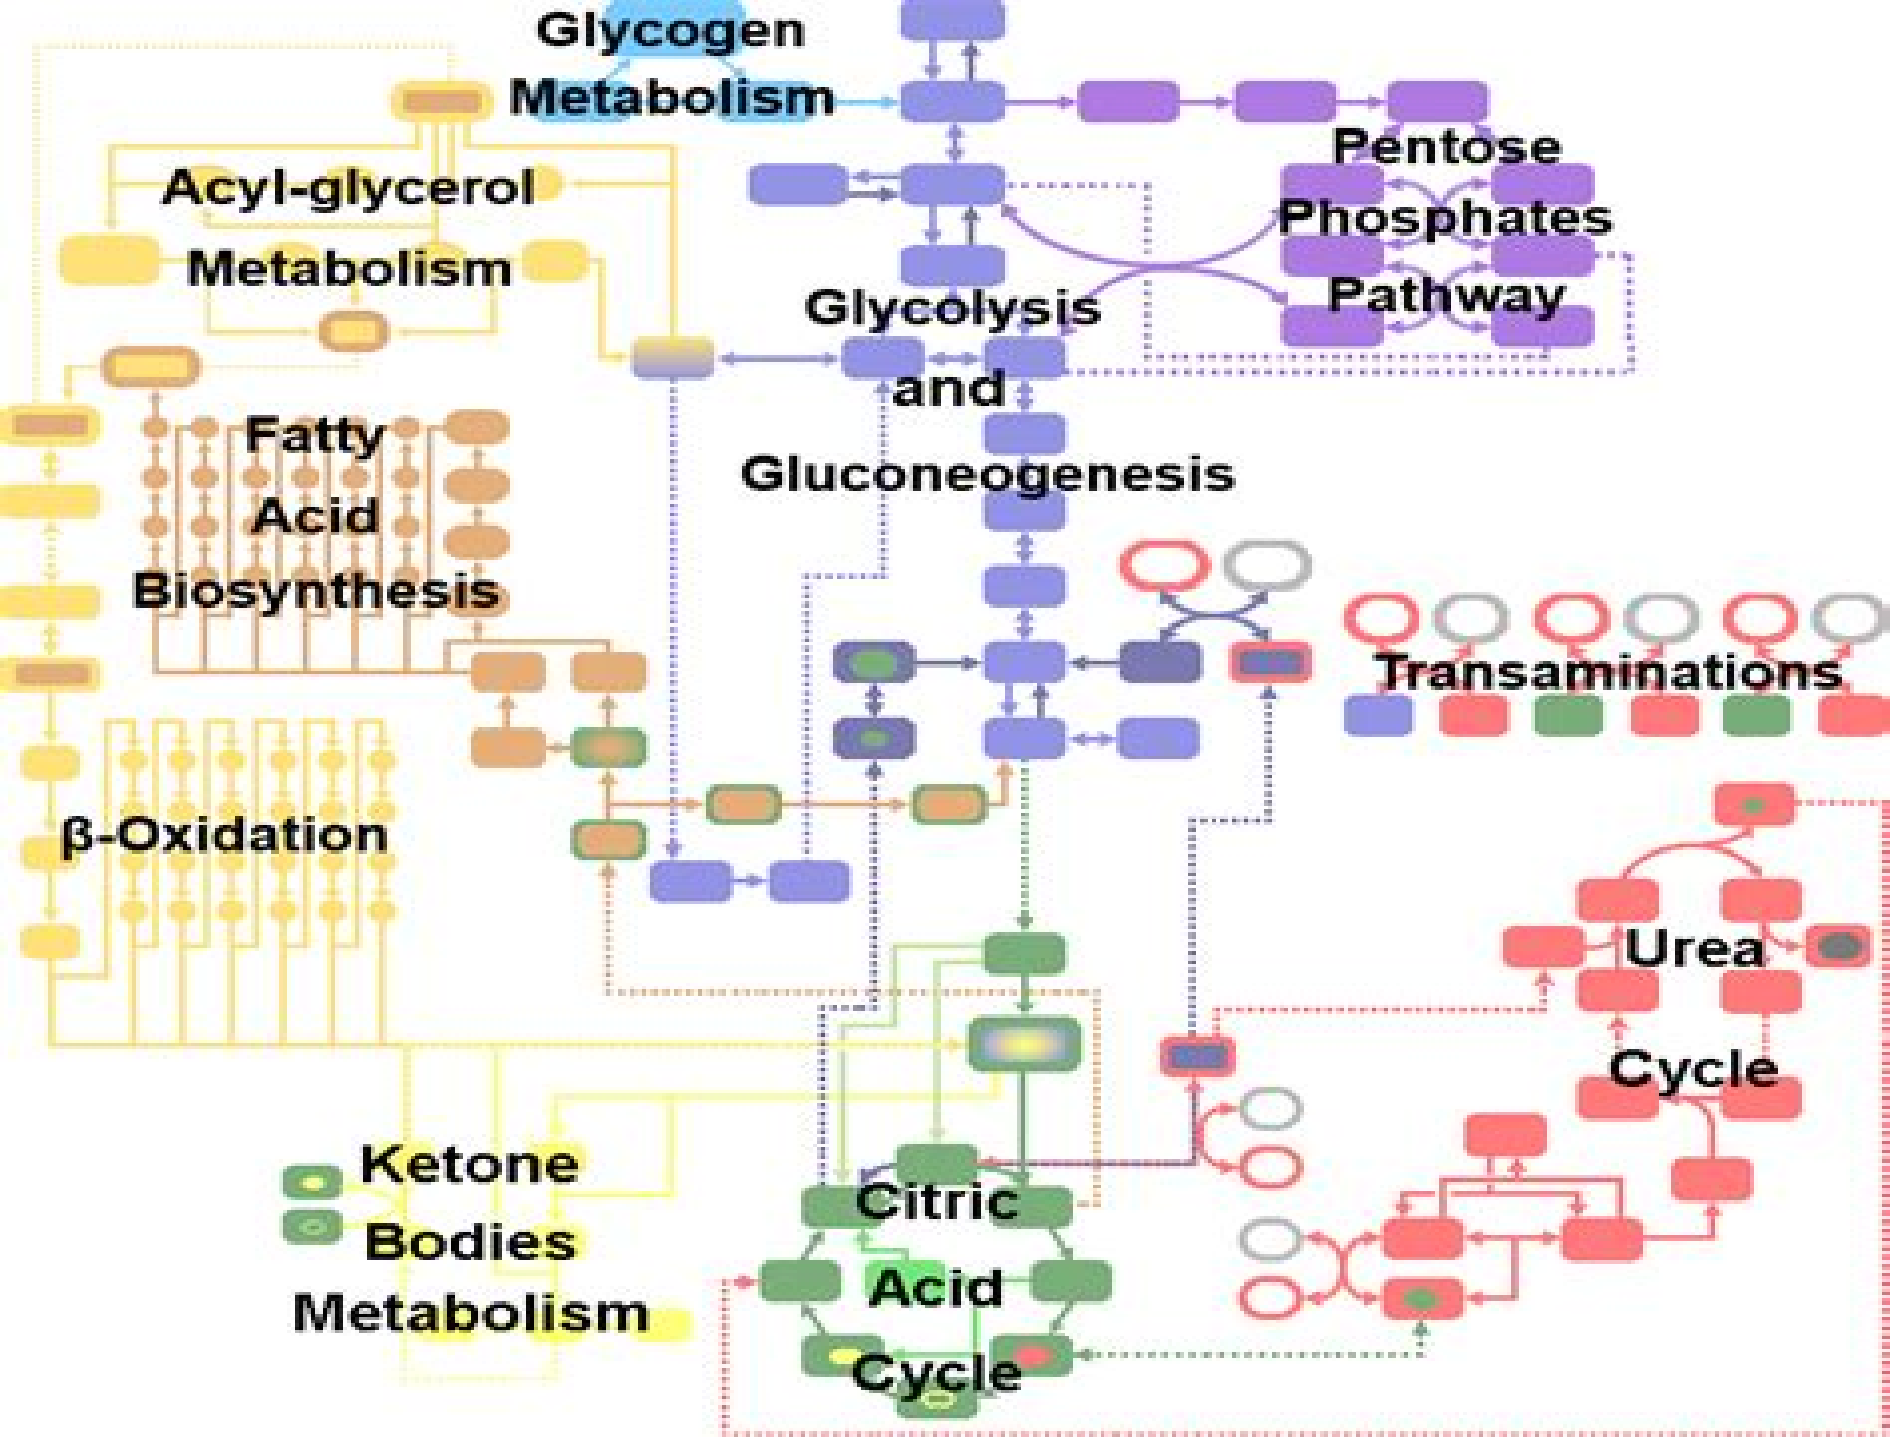 Glycogen
Metabolism
Acyl-glycerol
Metabolism
Pentose
Phosphates
Pathway
Glycolysis
and
Gluconeogenesis
Fatty
Acid
Biosynthesis
Transaminations
β-Oxidation
Urea
Cycle
Ketone
Bodies
Metabolism
Citric
Acid
Cycle